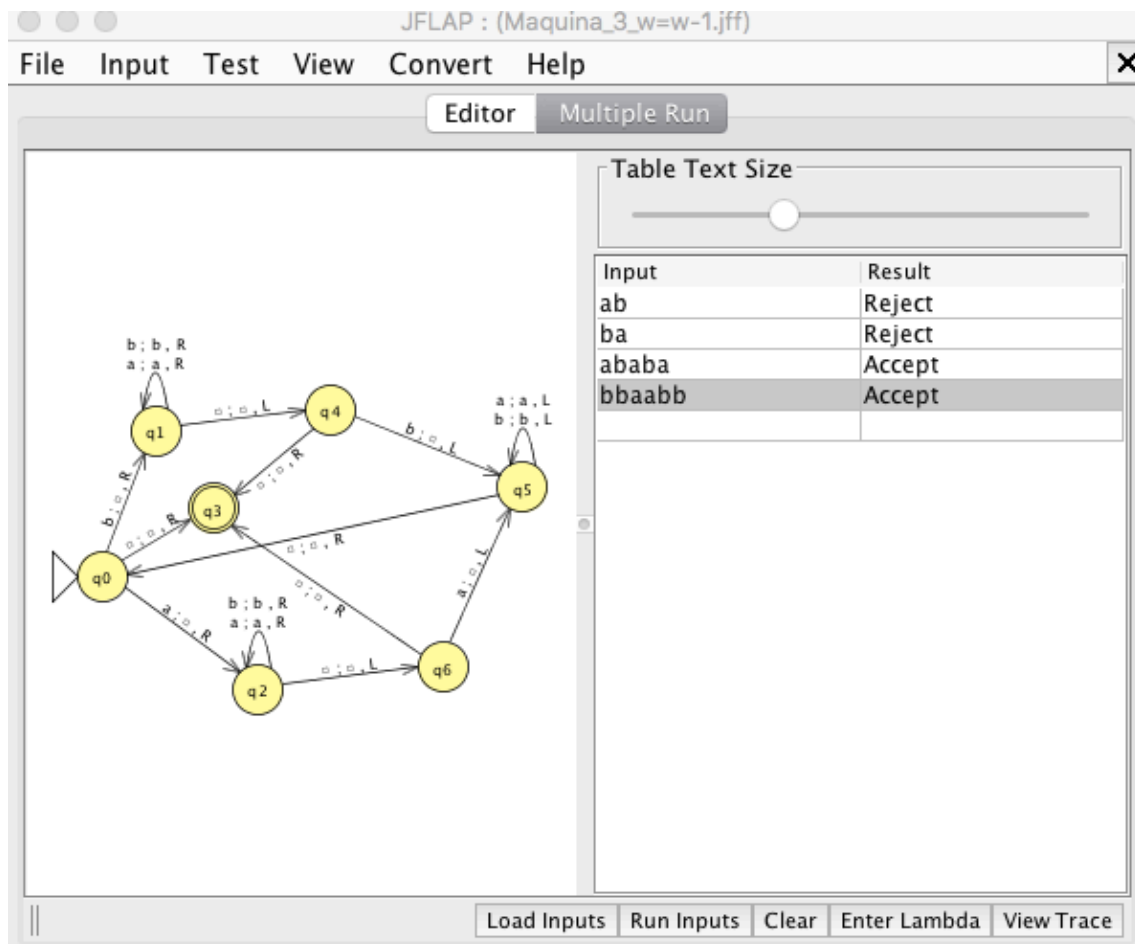 JFLAP : (Maquina_3_w=w-1.jff)
File Input Test View Convert Help
Editor Multiple Run
Table Text Size
Input Result
ab Reject
ba Reject
ababa Accept
bbaabb Accept
b ; b , R
a ; a , R
q1
□ ; □ , L
q4
a ; a , L
b ; b , L
b ; □ , L
q5
b ; □ , R
□ ; □ , R
q3
□ ; □ , R
□ ; □ , R
q0
□ ; □ , R
a ; □ , L
a ; □ , R
b ; b , R
a ; a , R
q2
□ ; □ , L
q6
Load Inputs Run Inputs Clear Enter Lambda View Trace